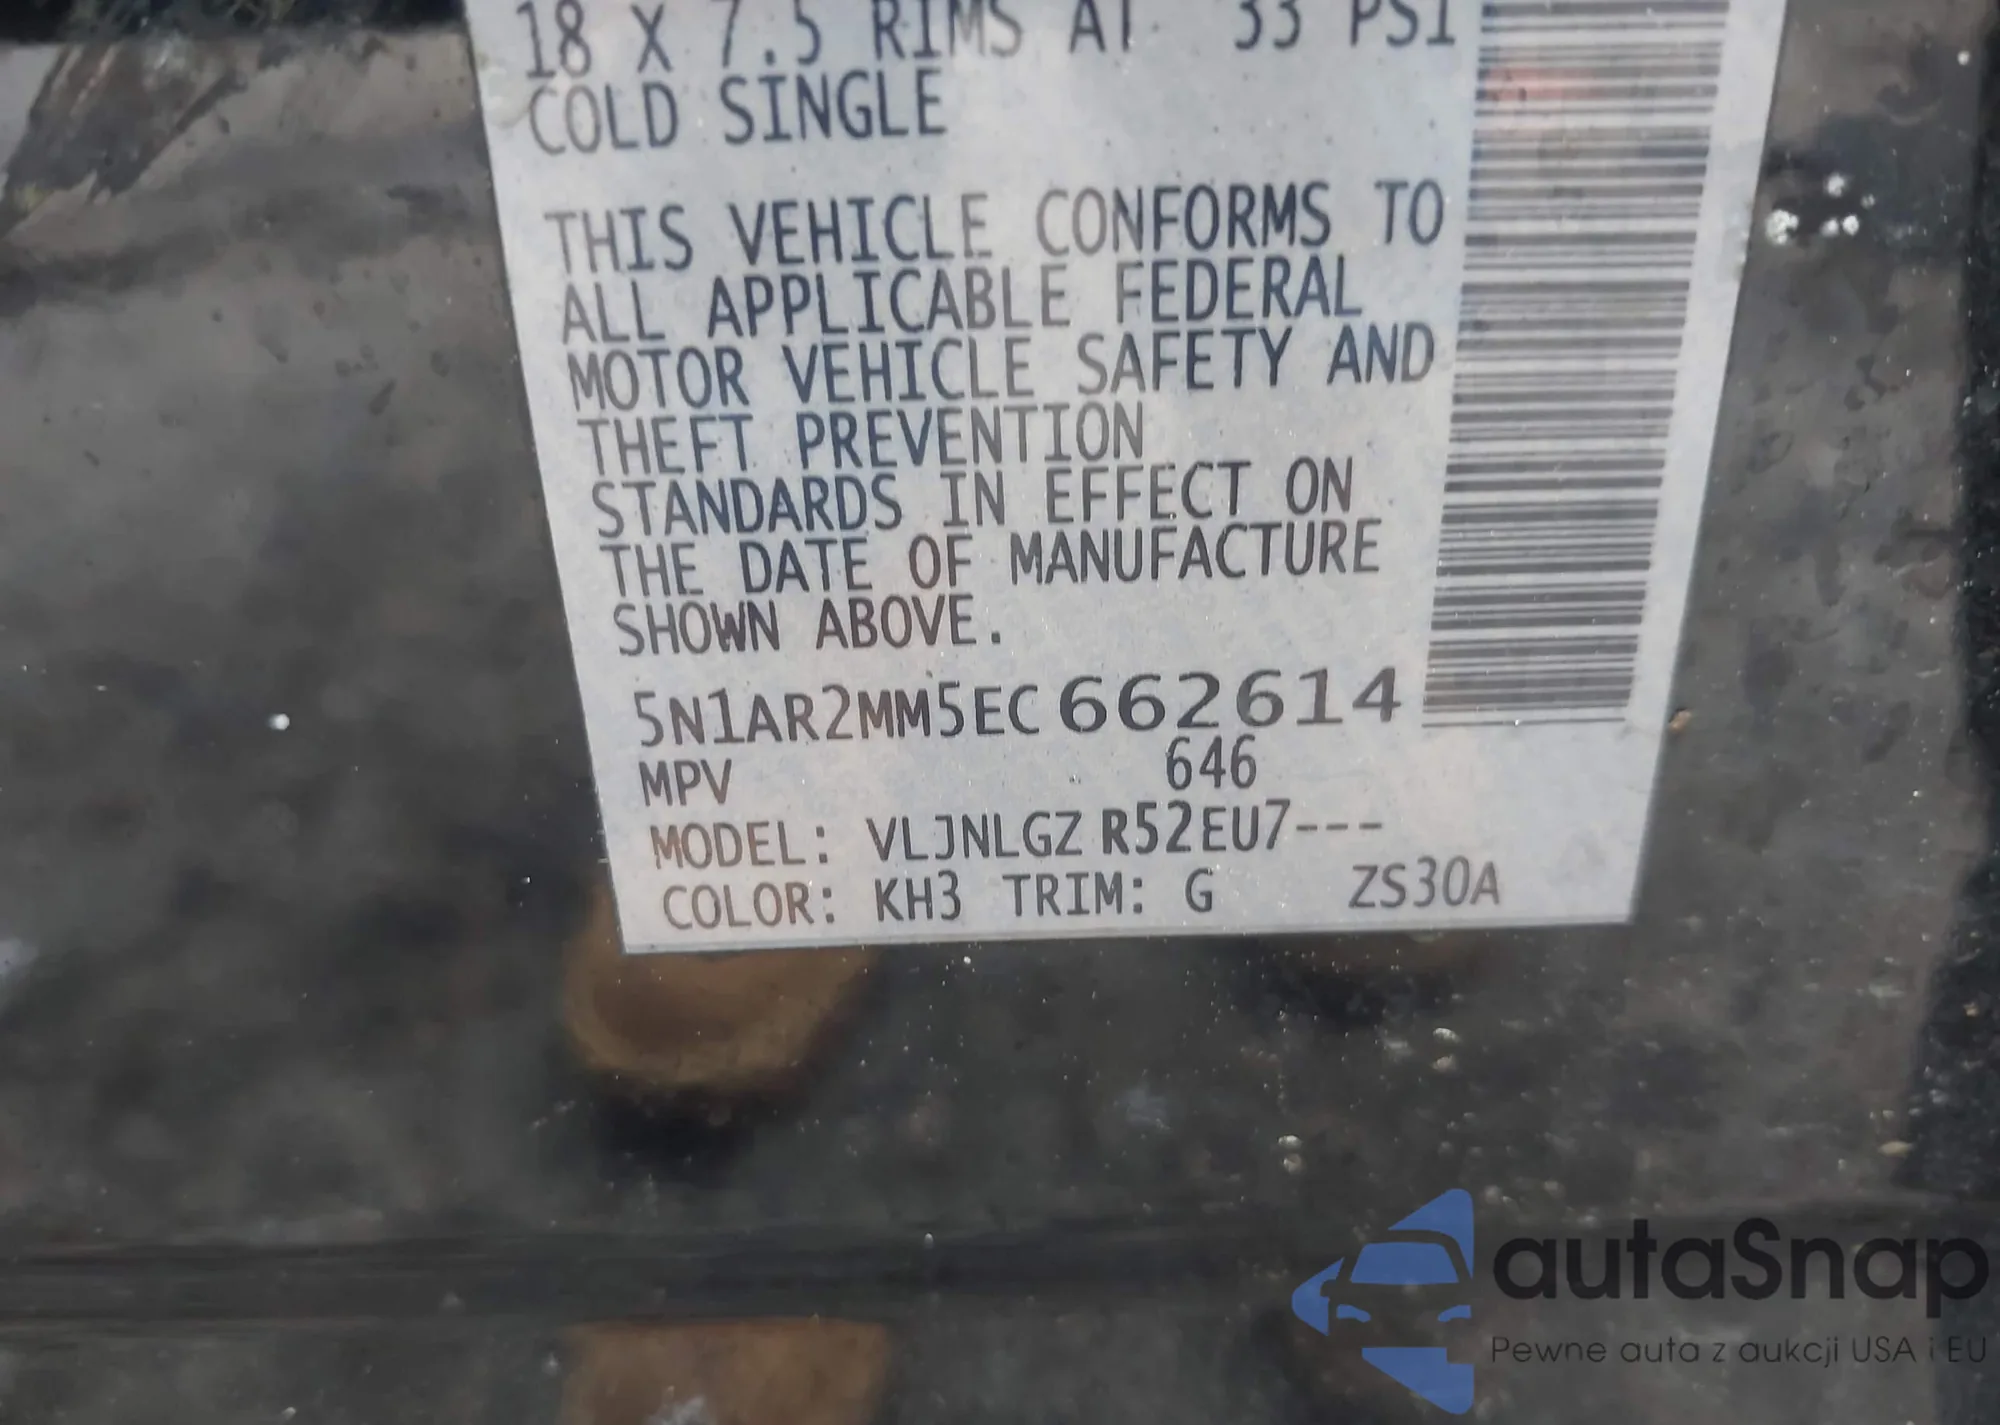 18 X 7.5 RIMS AT 33 PSI
COLD SINGLE
THIS VEHICLE CONFORMS TO
ALL APPLICABLE FEDERAL
MOTOR VEHICLE SAFETY AND
THEFT PREVENTION
STANDARDS IN EFFECT ON
THE DATE OF MANUFACTURE
SHOWN ABOVE.
5N1AR2MM5EC662614
MPV 646
MODEL: VLJNLGZ R52EU7---
COLOR: KH3 TRIM: G ZS30A
autaSnap
Pewne auta z aukcji USA i EU